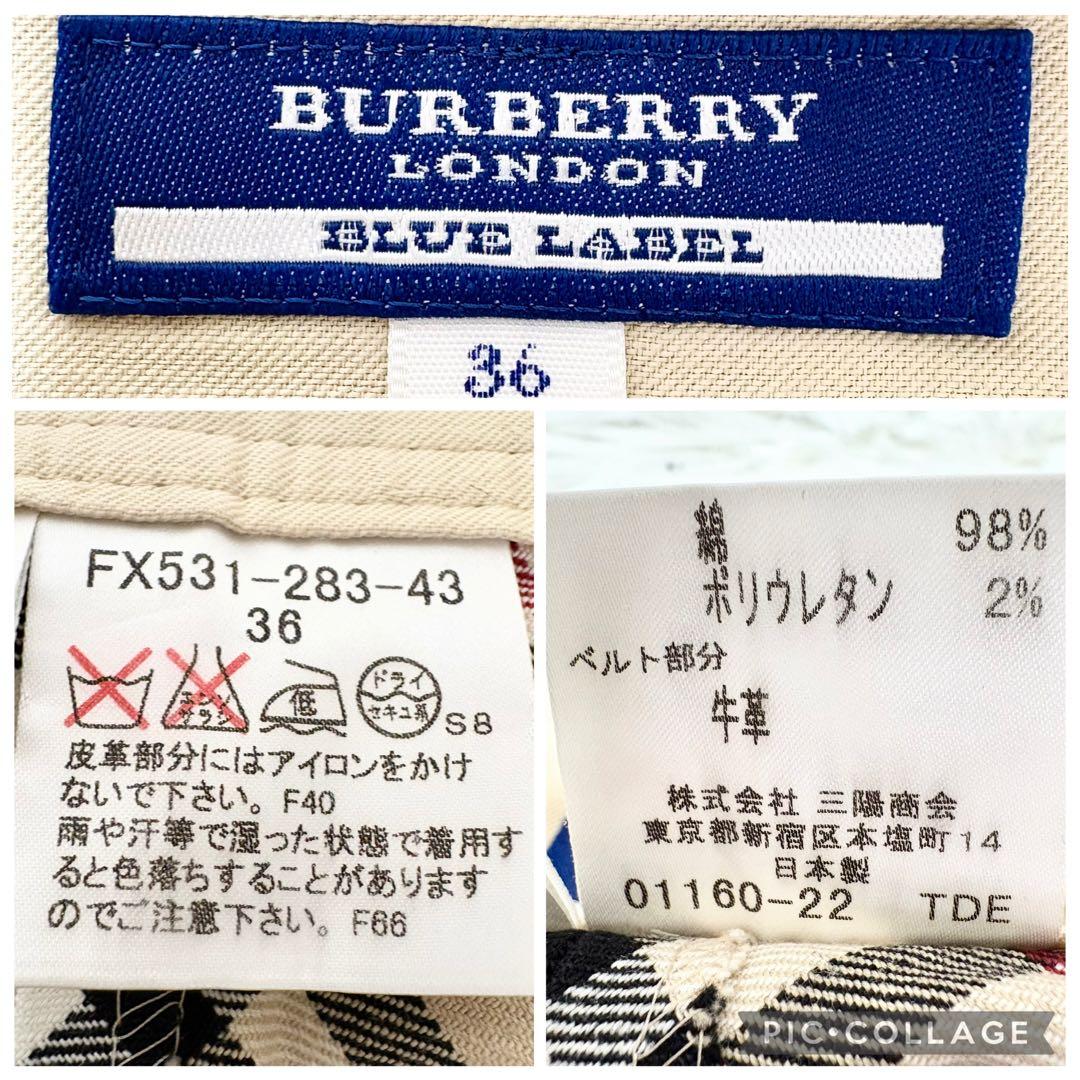 BURBERRY
LONDON
BLUE LABEL
36
FX531-283-43
36
エンソ
サラシ
低
ドライ
セキユ系
S8
皮革部分にはアイロンをかけ
ないで下さい。F40
雨や汗等で湿った状態で着用す
ると色落ちすることがあります
のでご注意下さい。F66
綿 98%
ポリウレタン 2%
ベルト部分
牛革
株式会社 三陽商会
東京都新宿区本塩町14
日本製
01160-22 TDE
PIC•COLLAGE